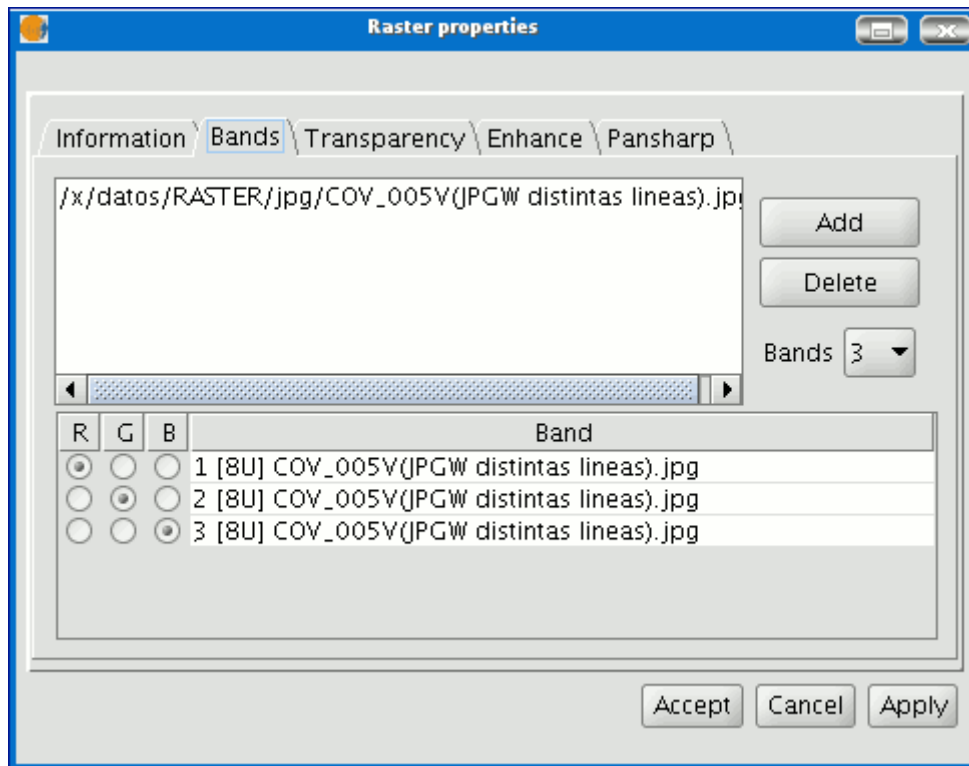 Raster properties
Information Bands Transparency Enhance Pansharp
/x/datos/RASTER/jpg/COV_005V(JPGW distintas lineas).jpg
Add
Delete
Bands 3
R G B Band
1 [8U] COV_005V(JPGW distintas lineas).jpg
2 [8U] COV_005V(JPGW distintas lineas).jpg
3 [8U] COV_005V(JPGW distintas lineas).jpg
Accept Cancel Apply